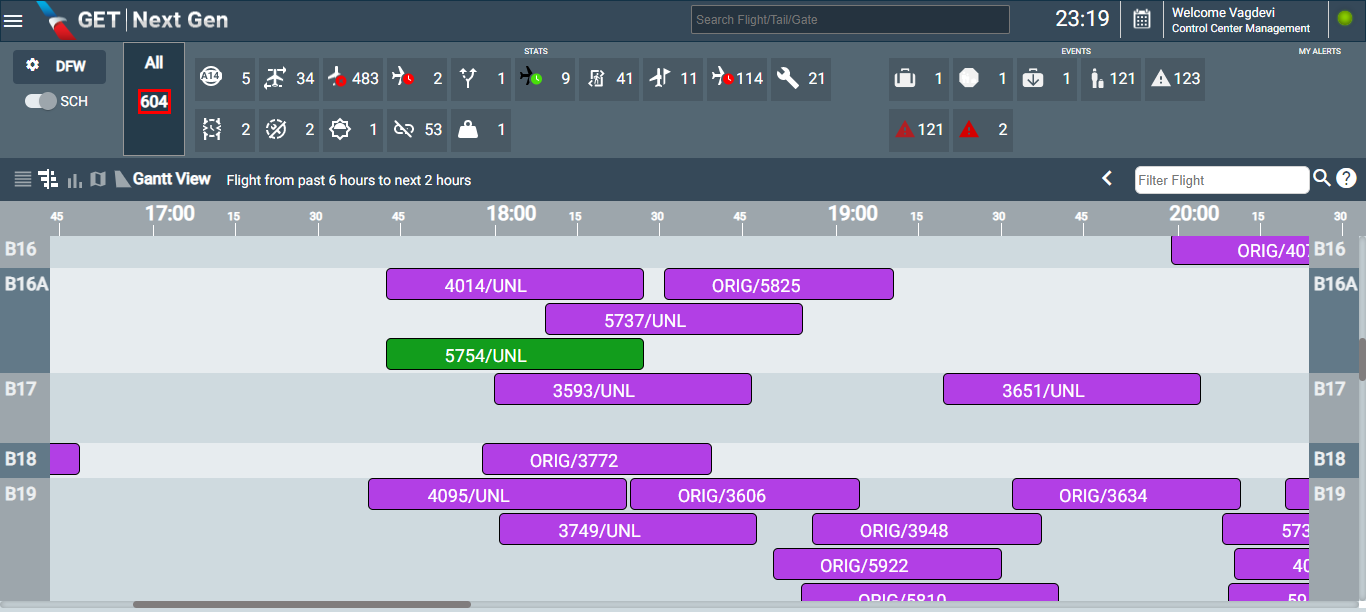 GET | Next Gen
Search Flight/Tail/Gate
23:19
Welcome Vagdevi
Control Center Management
DFW
SCH
All
604
STATS
A14 5 34 483 2 1 9 41 11 114 21
2 2 1 53 1
EVENTS
1 1 1 121 123
121 2
MY ALERTS
Gantt View Flight from past 6 hours to next 2 hours
Filter Flight
?
45 17:00 15 30 45 18:00 15 30 45 19:00 15 30 45 20:00 15 30
B16 ORIG/407 B16
B16A 4014/UNL ORIG/5825 B16A
5737/UNL
5754/UNL
B17 3593/UNL 3651/UNL B17
B18 ORIG/3772 B18
B19 4095/UNL ORIG/3606 ORIG/3634 B19
3749/UNL ORIG/3948 573
ORIG/5922 40
ORIG/5810 59